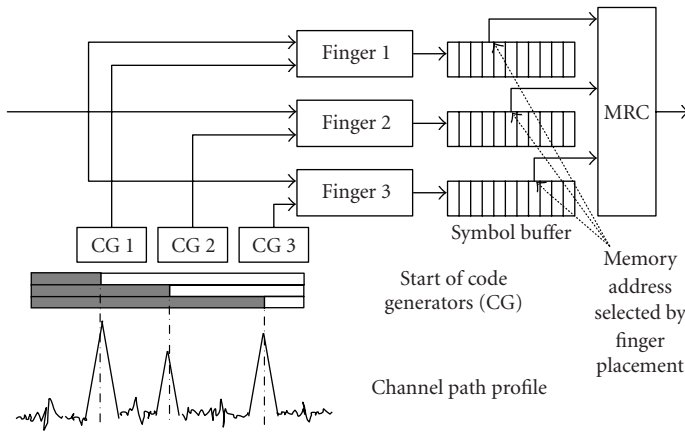 Finger 1
Finger 2
MRC
Finger 3
CG 1
CG 2
CG 3
Symbol buffer
Start of code
generators (CG)
Memory
address
selected by
finger
placement
Channel path profile